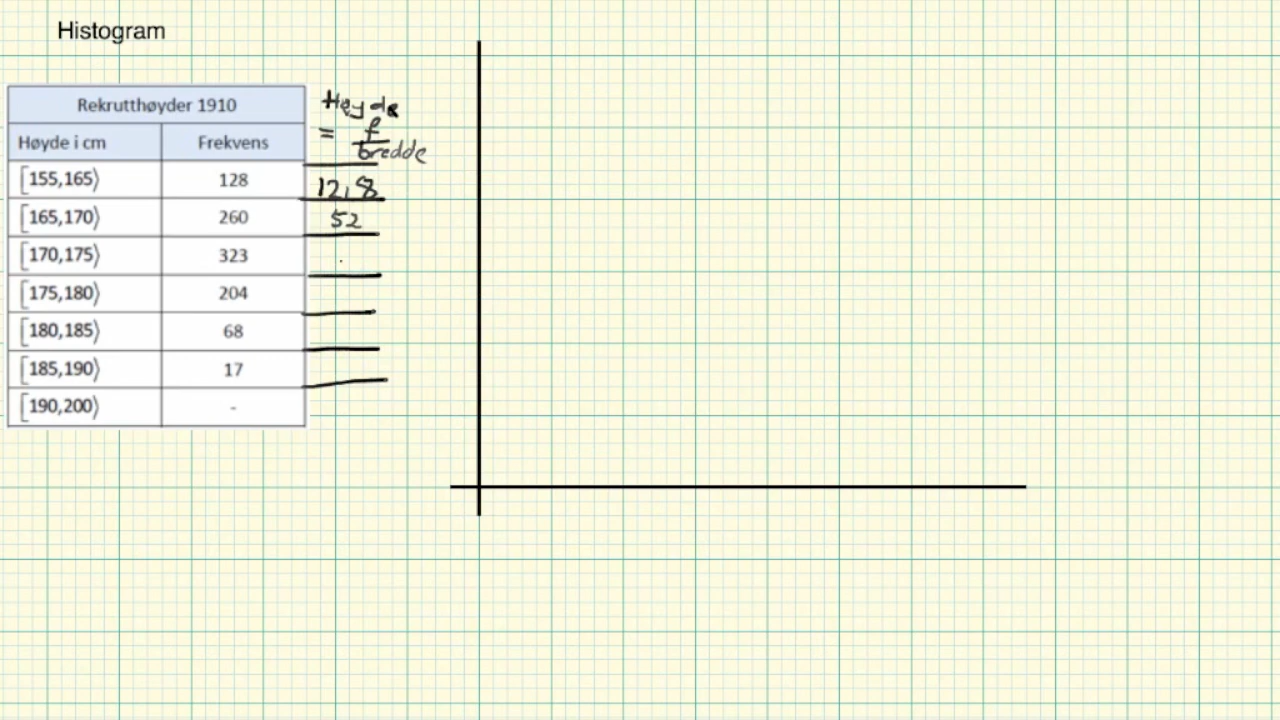 Histogram
Rekrutthøyder 1910
Høyde i cm Frekvens
Høyde
= f
bredde
[155,165⟩ 128 12,8
[165,170⟩ 260 52
[170,175⟩ 323
[175,180⟩ 204
[180,185⟩ 68
[185,190⟩ 17
[190,200⟩ -